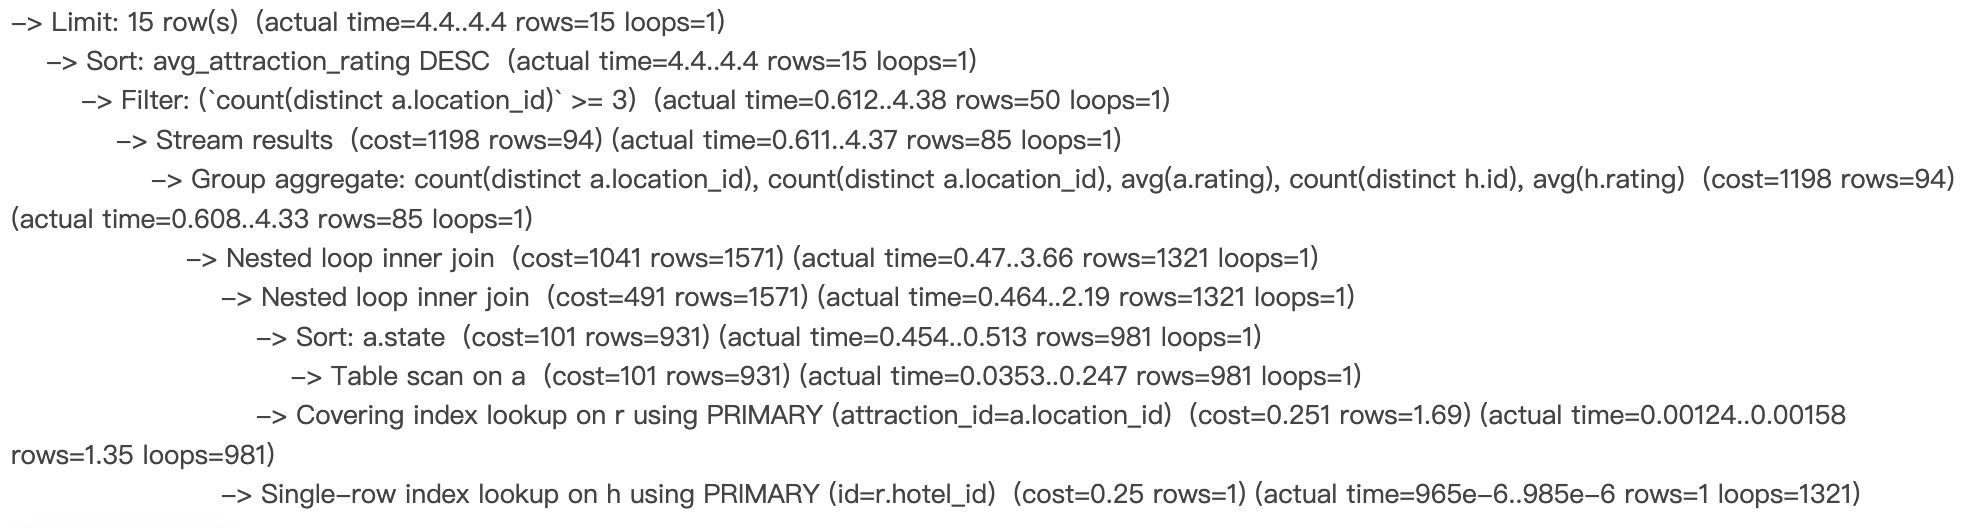 -> Limit: 15 row(s)  (actual time=4.4..4.4 rows=15 loops=1)
-> Sort: avg_attraction_rating DESC  (actual time=4.4..4.4 rows=15 loops=1)
-> Filter: (`count(distinct a.location_id)` >= 3)  (actual time=0.612..4.38 rows=50 loops=1)
-> Stream results  (cost=1198 rows=94) (actual time=0.611..4.37 rows=85 loops=1)
-> Group aggregate: count(distinct a.location_id), count(distinct a.location_id), avg(a.rating), count(distinct h.id), avg(h.rating)  (cost=1198 rows=94)
(actual time=0.608..4.33 rows=85 loops=1)
-> Nested loop inner join  (cost=1041 rows=1571) (actual time=0.47..3.66 rows=1321 loops=1)
-> Nested loop inner join  (cost=491 rows=1571) (actual time=0.464..2.19 rows=1321 loops=1)
-> Sort: a.state  (cost=101 rows=931) (actual time=0.454..0.513 rows=981 loops=1)
-> Table scan on a  (cost=101 rows=931) (actual time=0.0353..0.247 rows=981 loops=1)
-> Covering index lookup on r using PRIMARY (attraction_id=a.location_id)  (cost=0.251 rows=1.69) (actual time=0.00124..0.00158
rows=1.35 loops=981)
-> Single-row index lookup on h using PRIMARY (id=r.hotel_id)  (cost=0.25 rows=1) (actual time=965e-6..985e-6 rows=1 loops=1321)